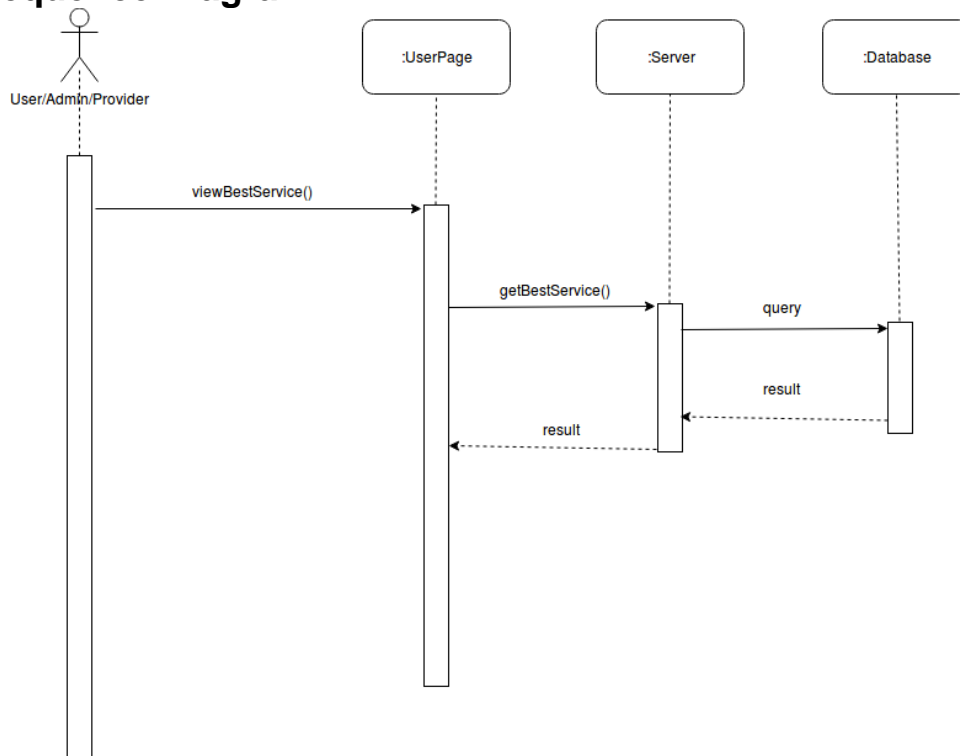 :UserPage
:Server
:Database
User/Admin/Provider
viewBestService()
getBestService()
query
result
result